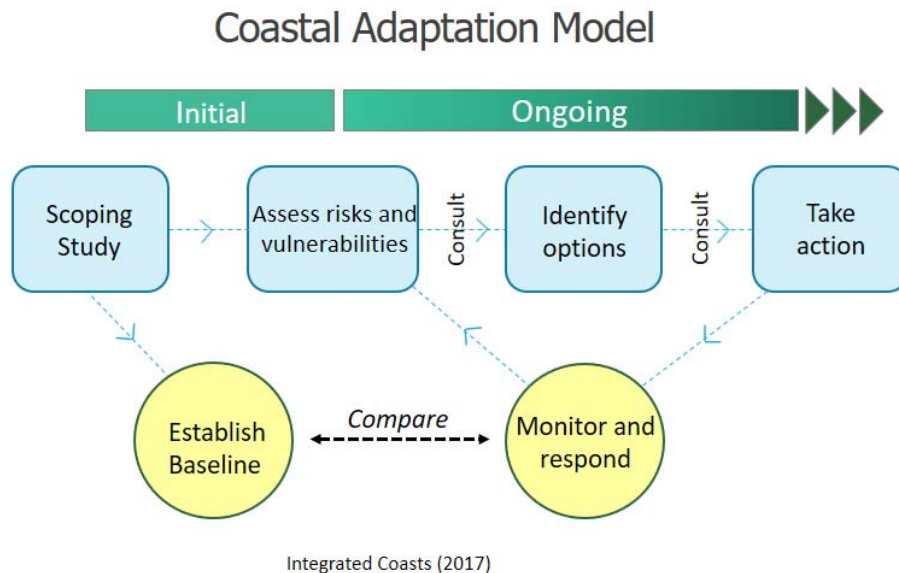 Coastal Adaptation Model
Initial
Ongoing
Scoping
Study
Assess risks and
vulnerabilities
Consult
Identify
options
Consult
Take
action
Establish
Baseline
Compare
Monitor and
respond
Integrated Coasts (2017)